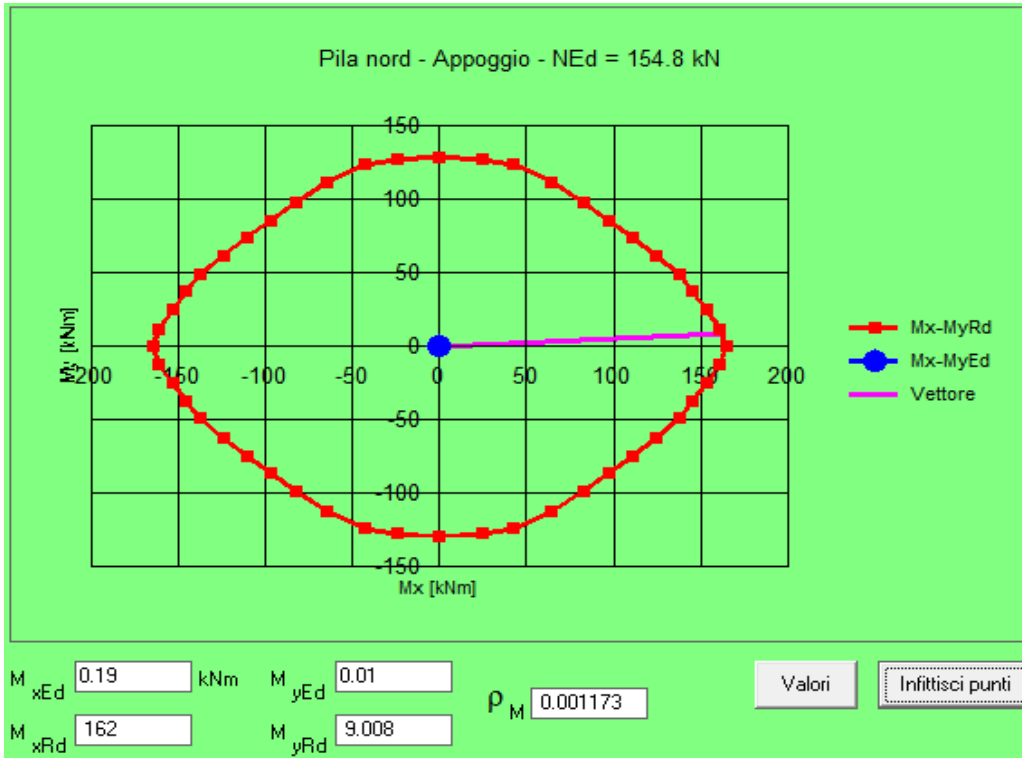 Pila nord - Appoggio - NEd = 154.8 kN
150
100
50
0
-200 -150 -100 -50 0 50 100 150 200
-50
-100
-150
My [kNm]
Mx [kNm]
Mx-MyRd
Mx-MyEd
Vettore
M xEd 0.19 kNm M yEd 0.01
M xRd 162 M yRd 9.008
ρ M 0.001173
Valori
Infittisci punti